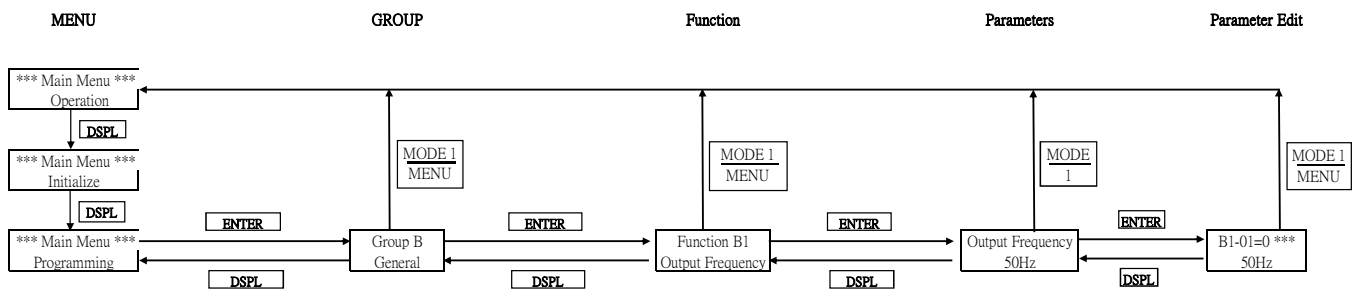 MENU GROUP Function Parameters Parameter Edit
*** Main Menu ***
Operation
DSPL
*** Main Menu ***
Initialize
MODE 1
MENU
MODE 1
MENU
MODE
1
MODE 1
MENU
DSPL
*** Main Menu ***
Programming
ENTER
DSPL
Group B
General
ENTER
DSPL
Function B1
Output Frequency
ENTER
DSPL
Output Frequency
50Hz
ENTER
DSPL
B1-01=0 ***
50Hz